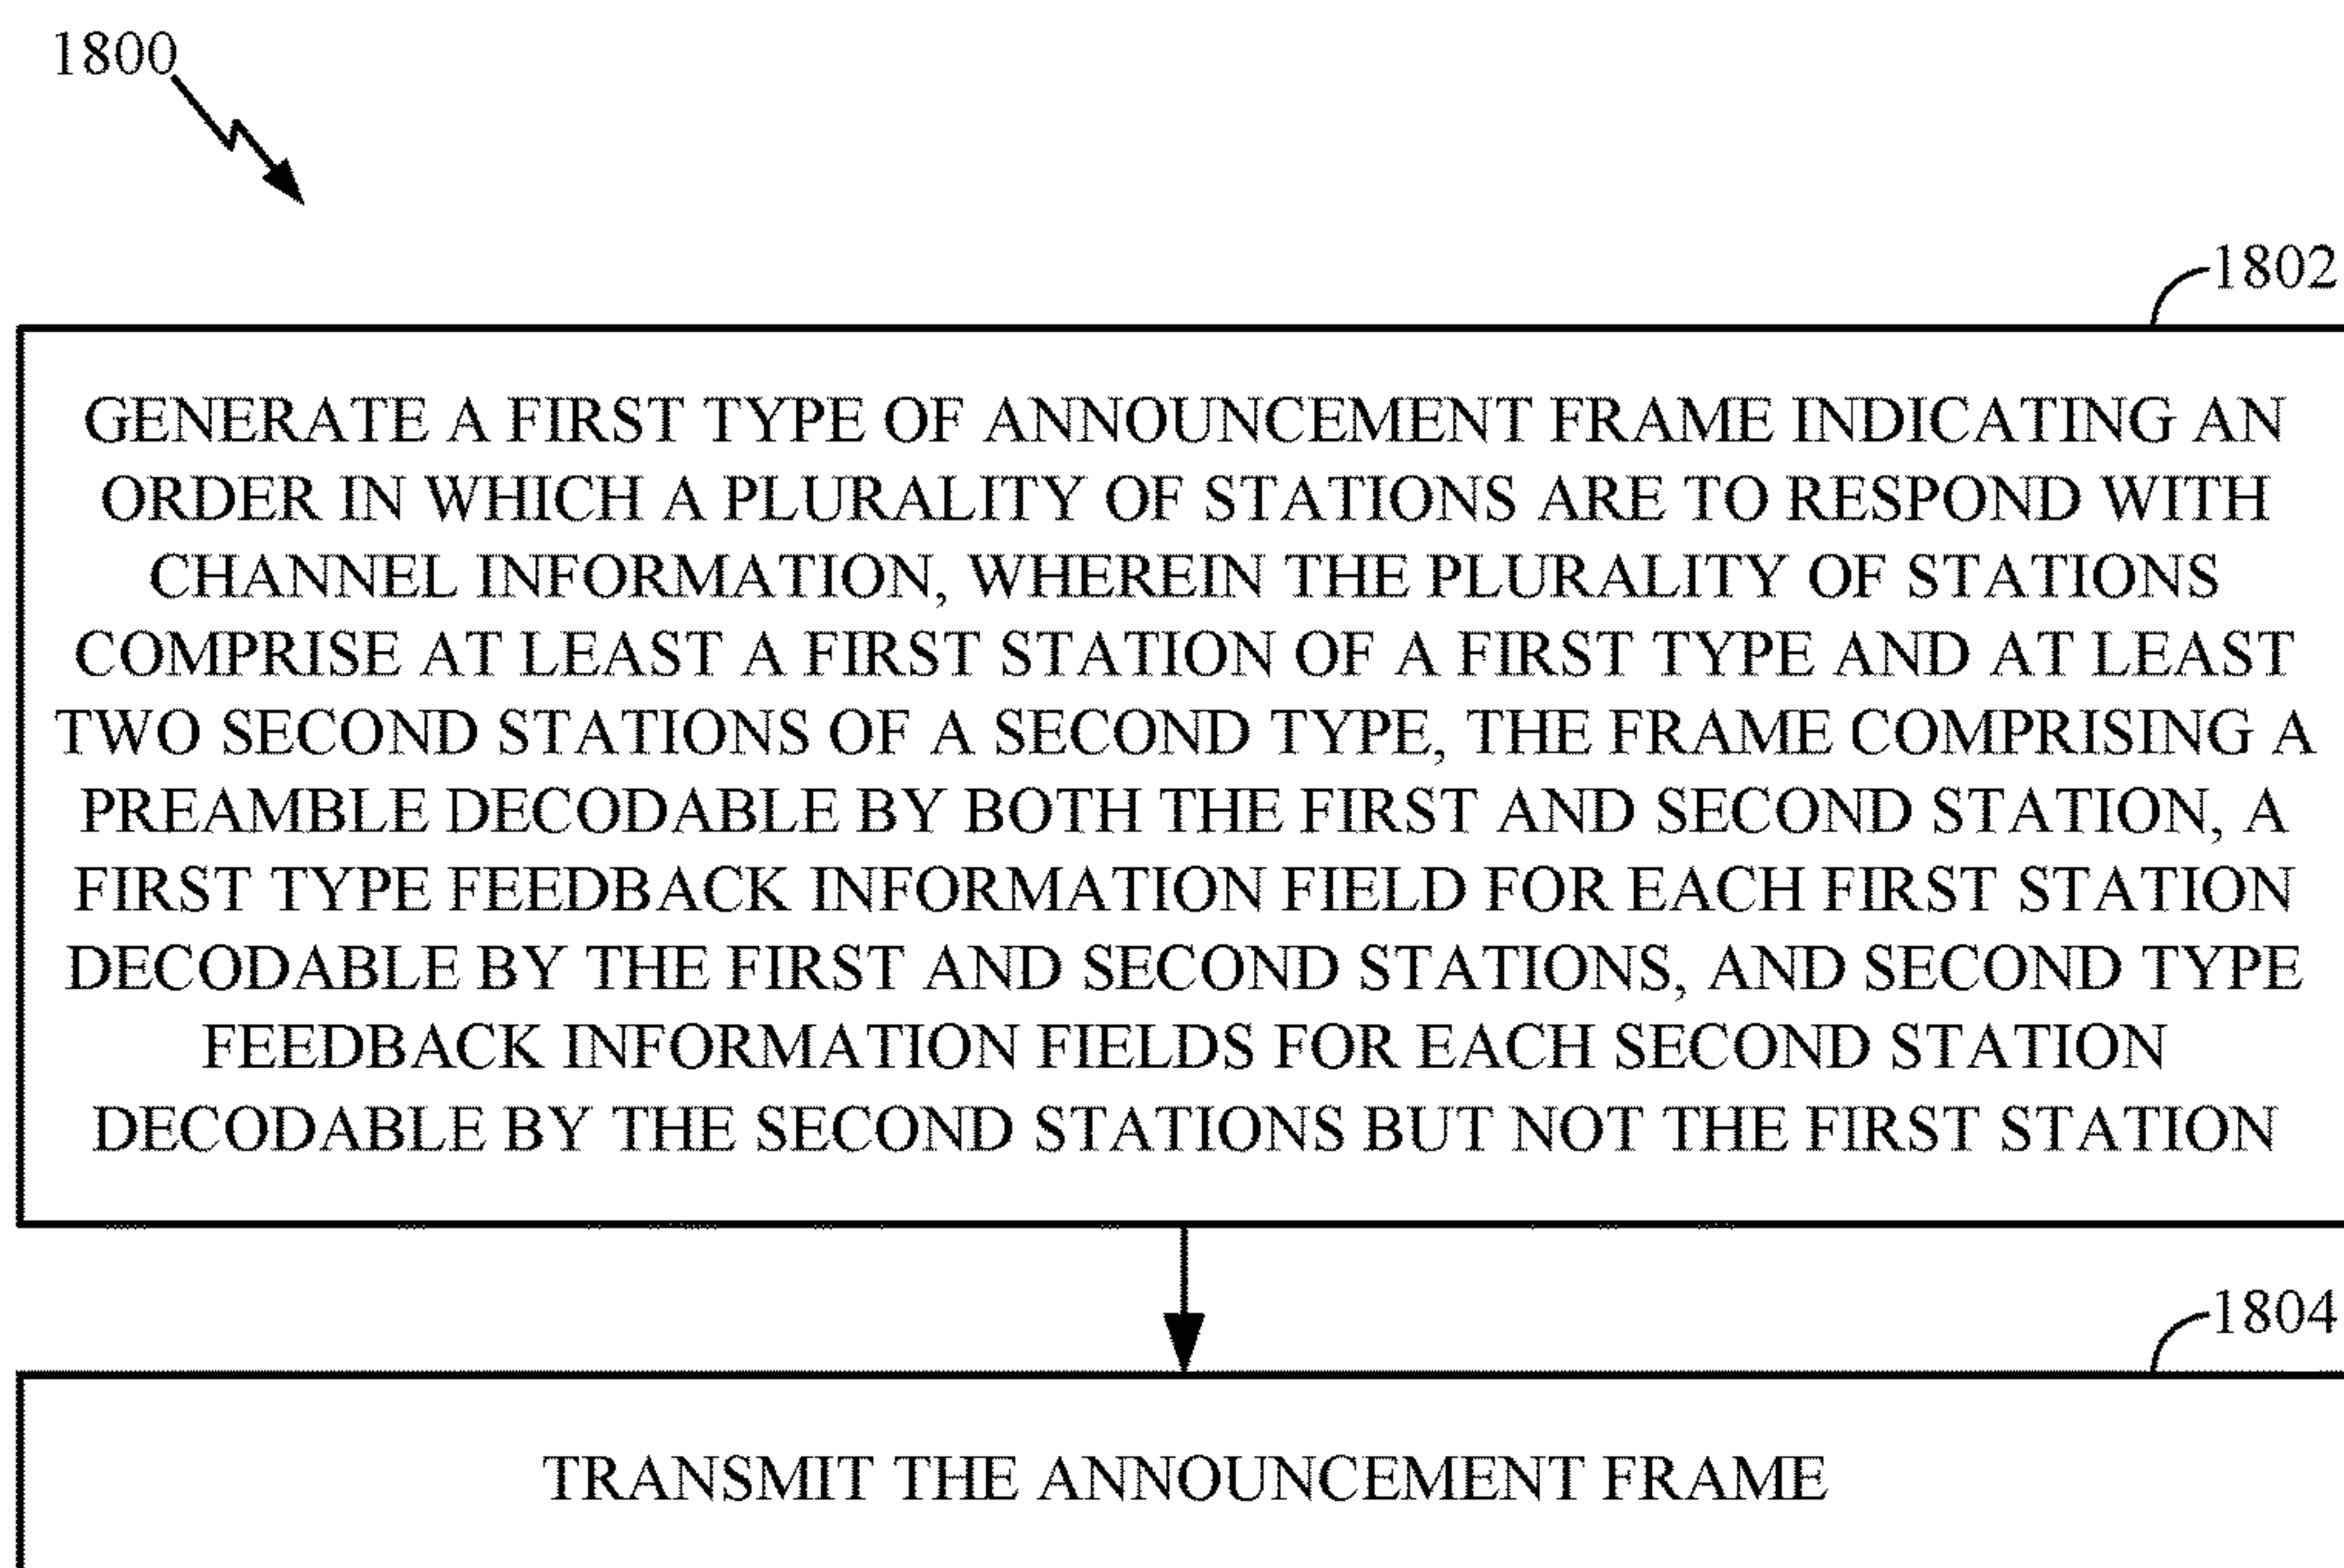 1800
1802
GENERATE A FIRST TYPE OF ANNOUNCEMENT FRAME INDICATING AN
ORDER IN WHICH A PLURALITY OF STATIONS ARE TO RESPOND WITH
CHANNEL INFORMATION, WHEREIN THE PLURALITY OF STATIONS
COMPRISE AT LEAST A FIRST STATION OF A FIRST TYPE AND AT LEAST
TWO SECOND STATIONS OF A SECOND TYPE, THE FRAME COMPRISING A
PREAMBLE DECODABLE BY BOTH THE FIRST AND SECOND STATION, A
FIRST TYPE FEEDBACK INFORMATION FIELD FOR EACH FIRST STATION
DECODABLE BY THE FIRST AND SECOND STATIONS, AND SECOND TYPE
FEEDBACK INFORMATION FIELDS FOR EACH SECOND STATION
DECODABLE BY THE SECOND STATIONS BUT NOT THE FIRST STATION
1804
TRANSMIT THE ANNOUNCEMENT FRAME